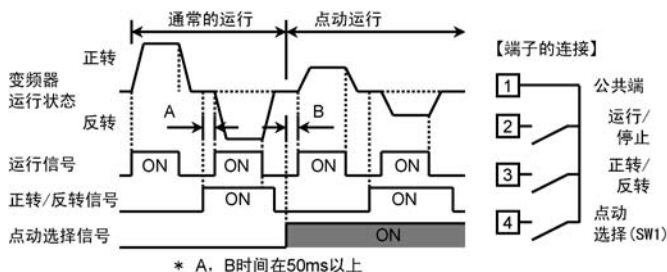 通常的运行 点动运行
正转
变频器
运行状态
反转
A
B
运行信号 ON ON ON ON
正转/反转信号 ON ON
点动选择信号 ON
* A，B时间在50ms以上
【端子的连接】
1 公共端
2 运行/
停止
3 正转/
反转
4 点动
选择(SW1)